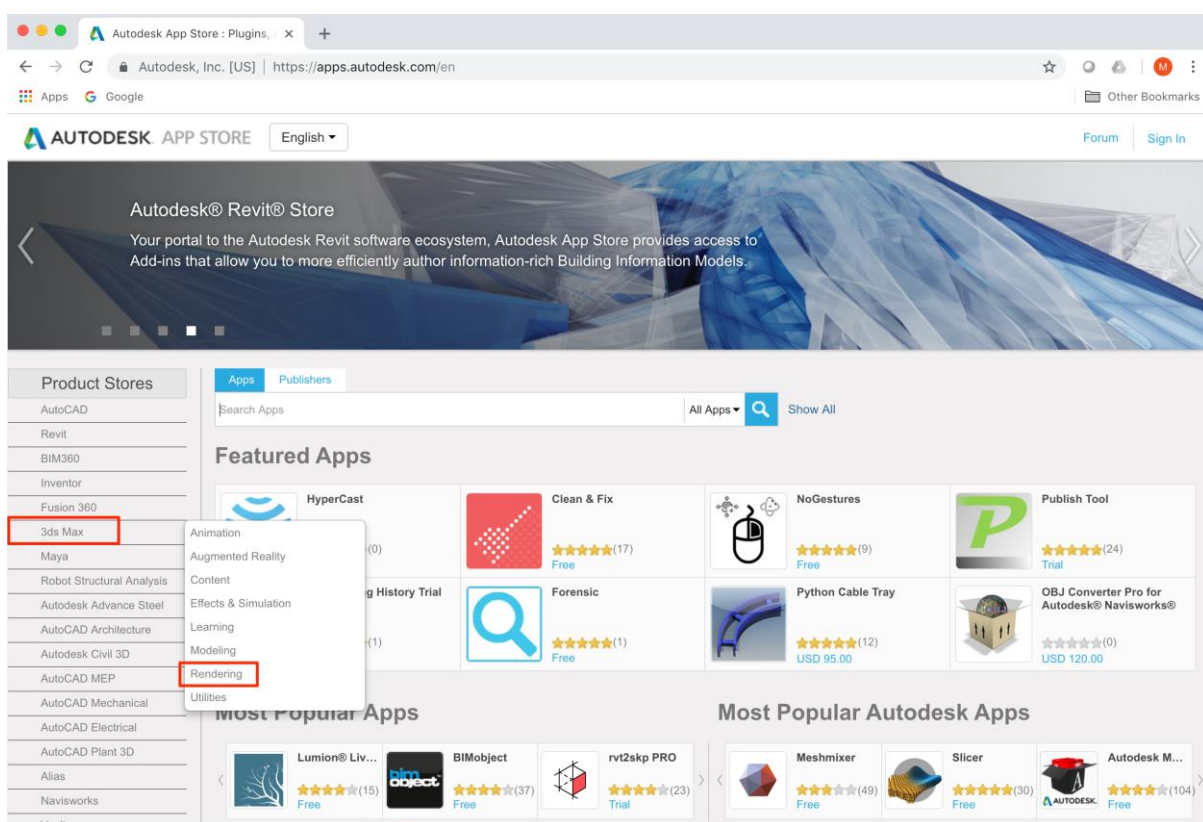 Autodesk App Store : Plugins, /
Autodesk, Inc. [US] | https://apps.autodesk.com/en
M
Apps
G Google
Other Bookmarks
AUTODESK. APP STORE
English
Forum
Sign In
Autodesk® Revit® Store
Your portal to the Autodesk Revit software ecosystem, Autodesk App Store provides access to
Add-ins that allow you to more efficiently author information-rich Building Information Models.
Product Stores
AutoCAD
Revit
BIM360
Inventor
Fusion 360
3ds Max
Maya
Robot Structural Analysis
Autodesk Advance Steel
AutoCAD Architecture
Autodesk Civil 3D
AutoCAD MEP
AutoCAD Mechanical
AutoCAD Electrical
AutoCAD Plant 3D
Alias
Navisworks
Animation
Augmented Reality
Content
Effects & Simulation
Learning
Modeling
Rendering
Utilities
Apps
Publishers
Search Apps
All Apps
Show All
Featured Apps
HyperCast
(0)
Clean & Fix
(17)
Free
NoGestures
(9)
Free
Publish Tool
(24)
Trial
g History Trial
(1)
Forensic
(1)
Free
Python Cable Tray
(12)
USD 95.00
OBJ Converter Pro for
Autodesk® Navisworks®
(0)
USD 120.00
Most Popular Apps
Lumion® Liv...
(15)
Free
bim
object
BIMobject
(37)
Free
rvt2skp PRO
(23)
Trial
Most Popular Autodesk Apps
Meshmixer
(49)
Free
Slicer
(30)
Free
A
AUTODESK.
Autodesk M...
(104)
Free